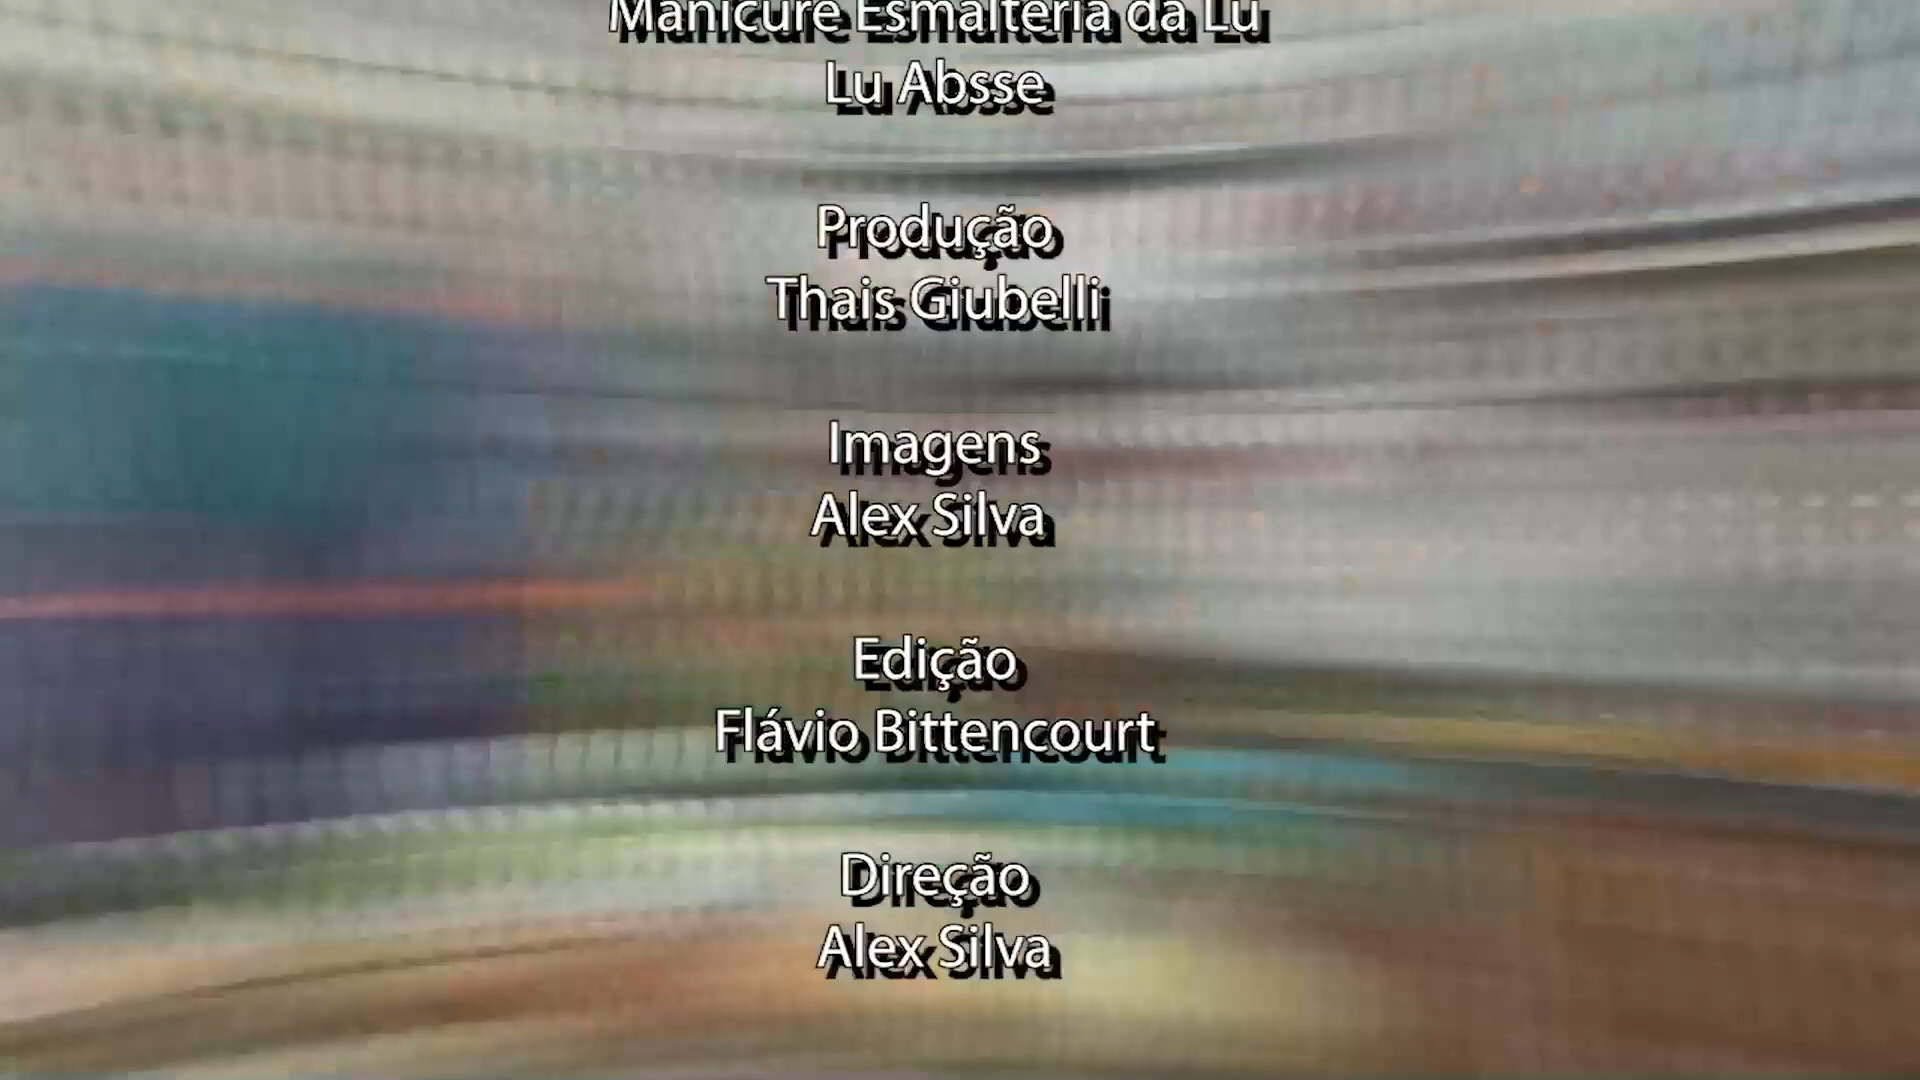 Manicure Esmalteria da Lu
Lu Absse
Produção
Thais Giubelli
Imagens
Alex Silva
Edição
Flávio Bittencourt
Direção
Alex Silva